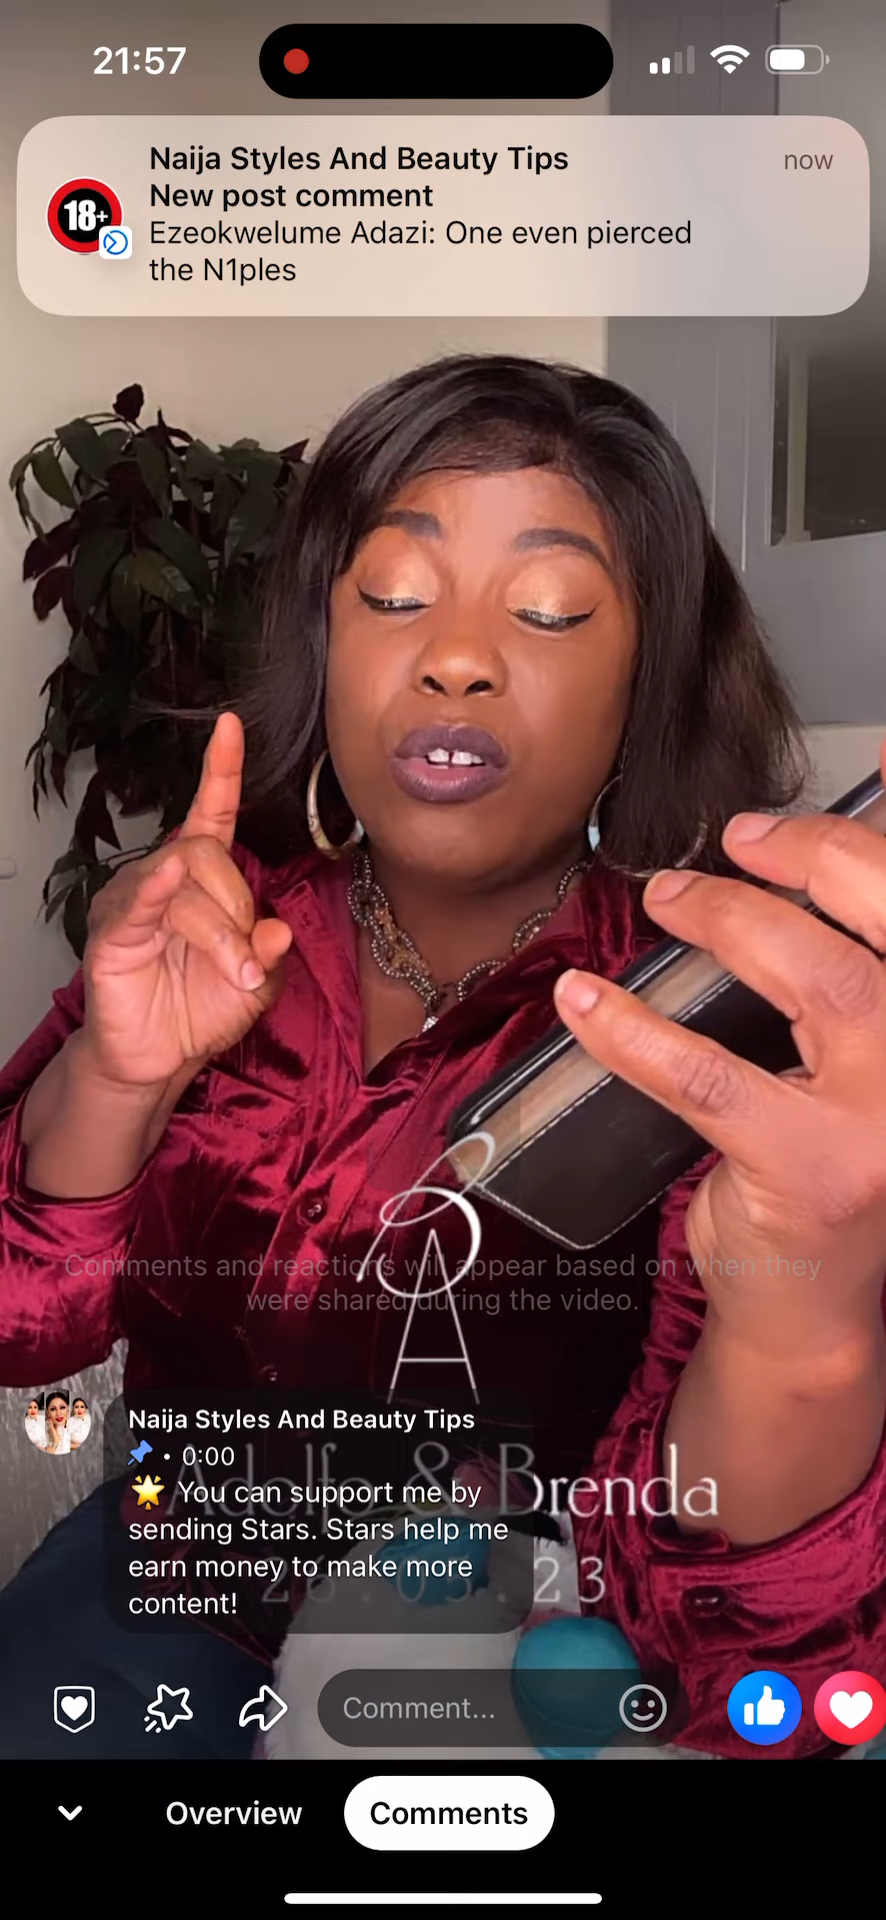 21:57
Naija Styles And Beauty Tips
now
New post comment
18+
Ezeokwelume Adazi: One even pierced
the N1ples
Comments and reactions will appear based on when they
were shared during the video.
B
A
Adolfo & Brenda
Naija Styles And Beauty Tips
• 0:00
You can support me by
sending Stars. Stars help me
earn money to make more
content!
23
Comment...
Overview
Comments